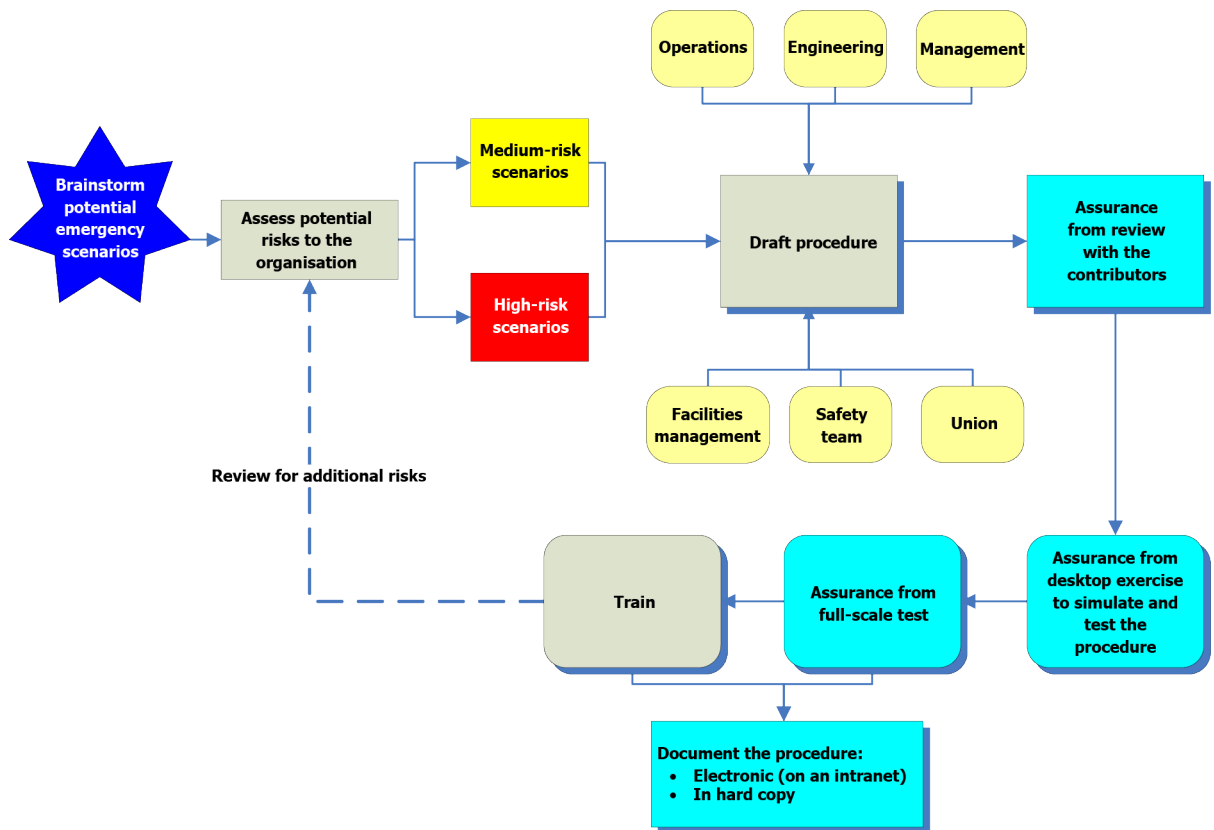 Operations
Engineering
Management
Brainstorm
potential
emergency
scenarios
Assess potential
risks to the
organisation
Medium-risk
scenarios
High-risk
scenarios
Draft procedure
Assurance
from review
with the
contributors
Facilities
management
Safety
team
Union
Review for additional risks
Train
Assurance from
full-scale test
Assurance from
desktop exercise
to simulate and
test the
procedure
Document the procedure:
• Electronic (on an intranet)
• In hard copy